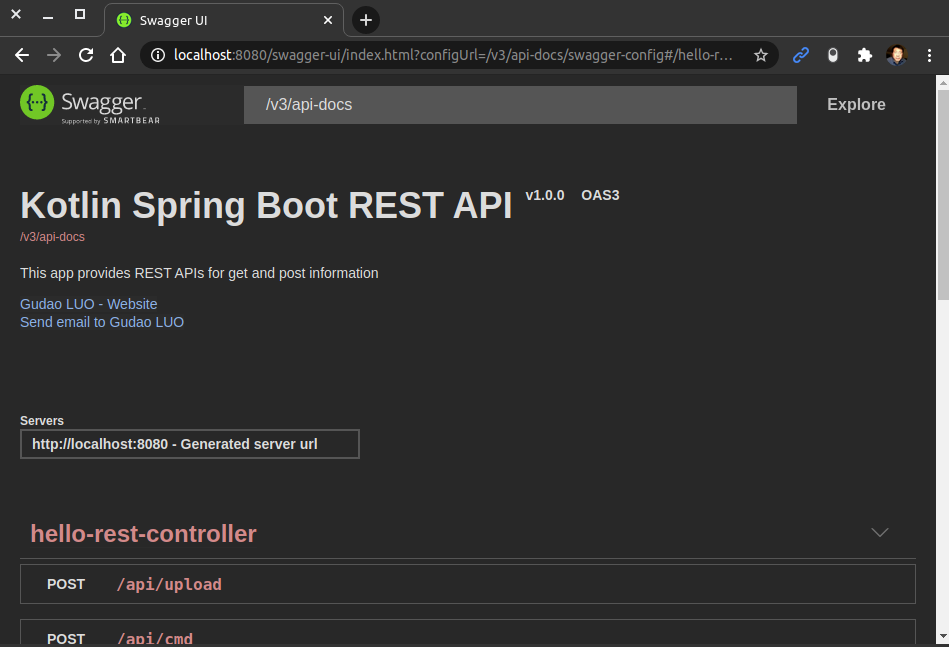 Swagger UI
localhost:8080/swagger-ui/index.html?configUrl=/v3/api-docs/swagger-config#/hello-r...
Swagger
Supported by SMARTBEAR
/v3/api-docs
Explore
Kotlin Spring Boot REST API v1.0.0 OAS3
/v3/api-docs
This app provides REST APIs for get and post information
Gudao LUO - Website
Send email to Gudao LUO
Servers
http://localhost:8080 - Generated server url
hello-rest-controller
POST /api/upload
POST /api/cmd